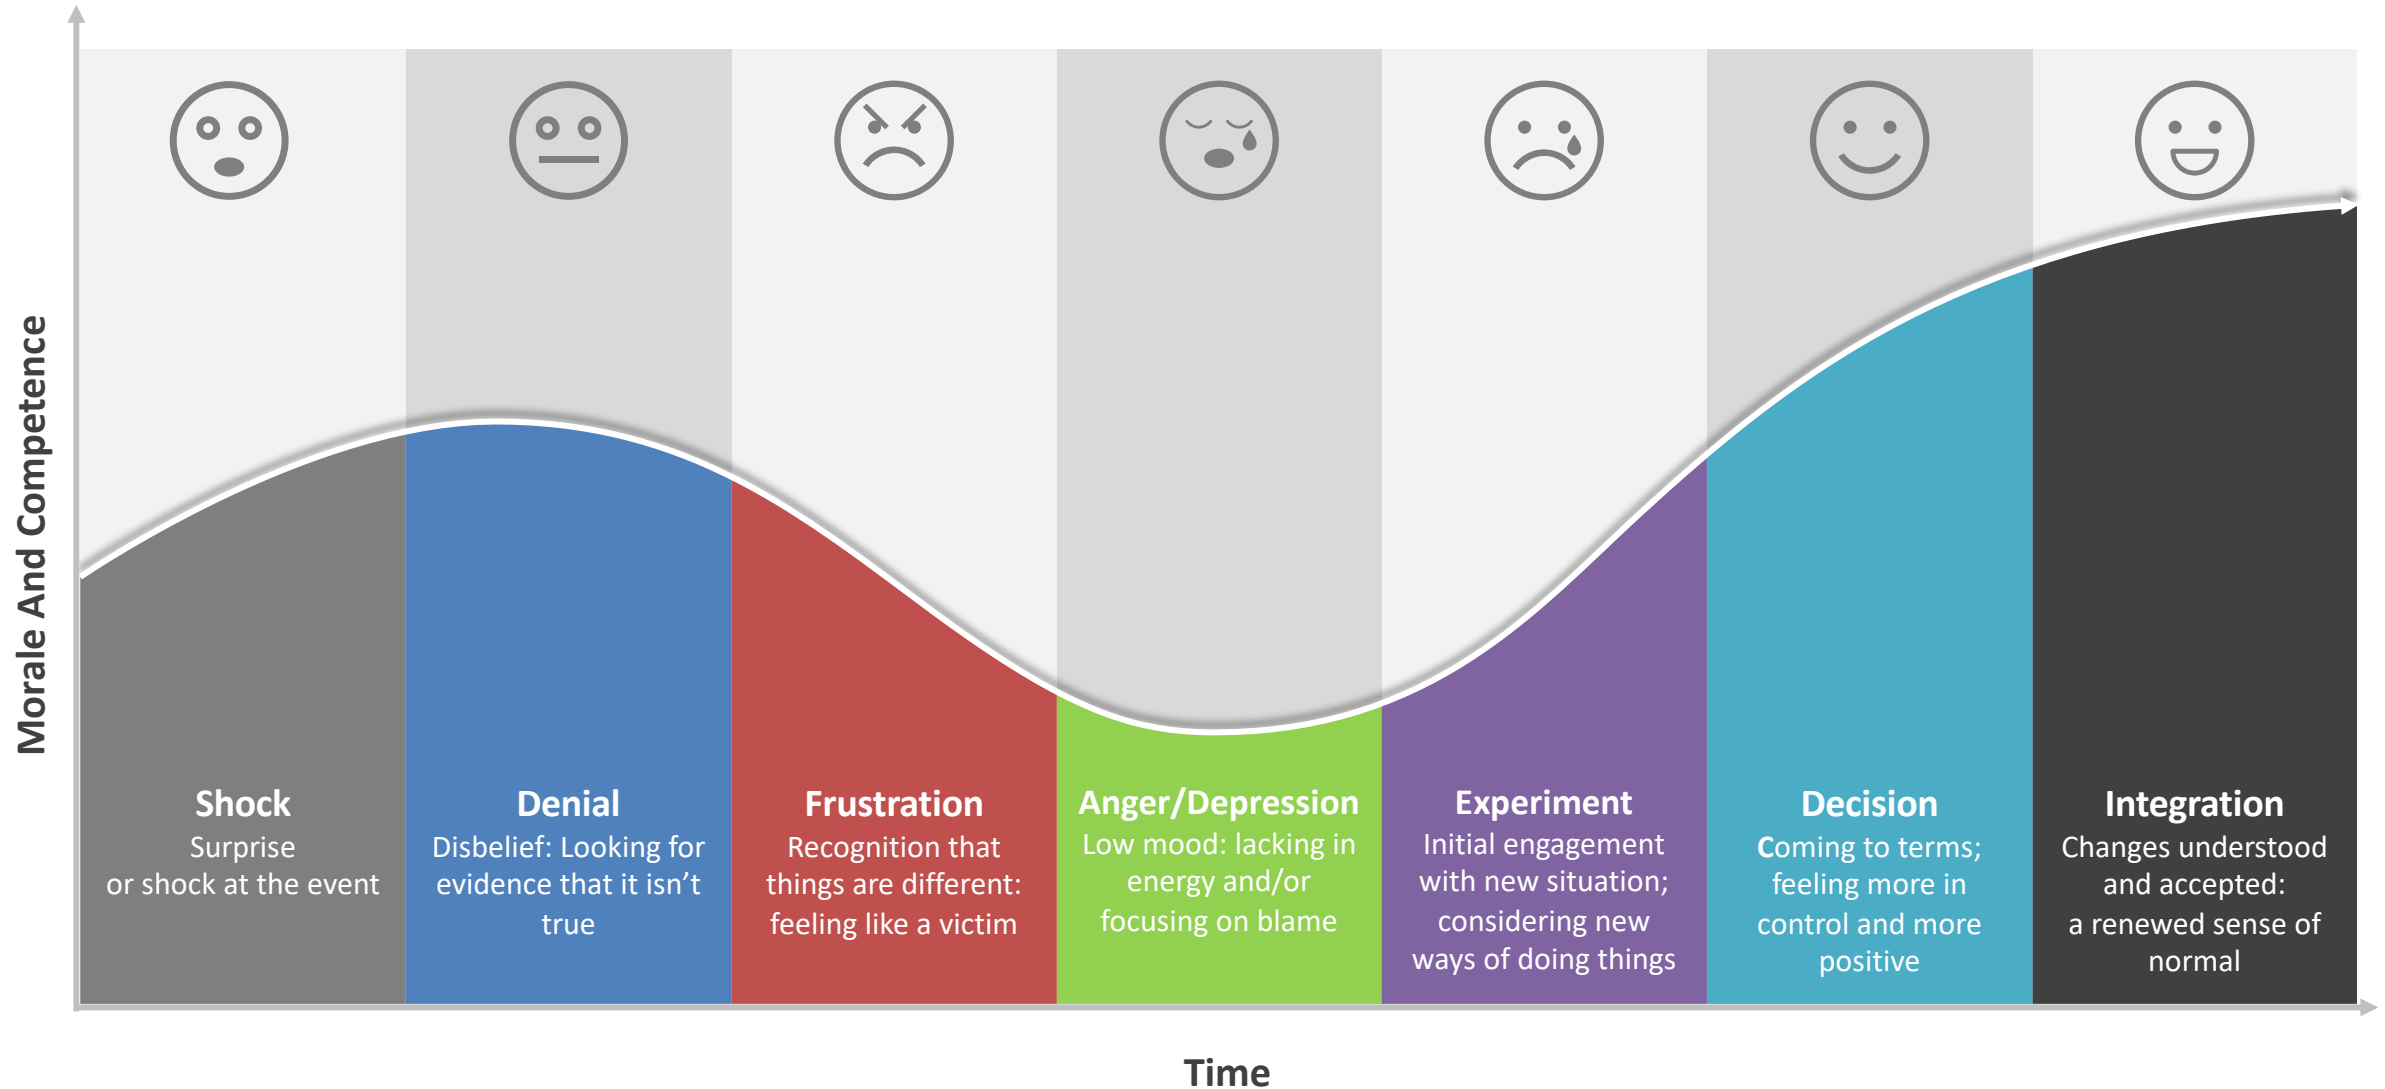 Morale And Competence
Shock
Surprise
or shock at the event
Denial
Disbelief: Looking for
evidence that it isn’t
true
Frustration
Recognition that
things are different:
feeling like a victim
Anger/Depression
Low mood: lacking in
energy and/or
focusing on blame
Experiment
Initial engagement
with new situation;
considering new
ways of doing things
Decision
Coming to terms;
feeling more in
control and more
positive
Integration
Changes understood
and accepted:
a renewed sense of
normal
Time